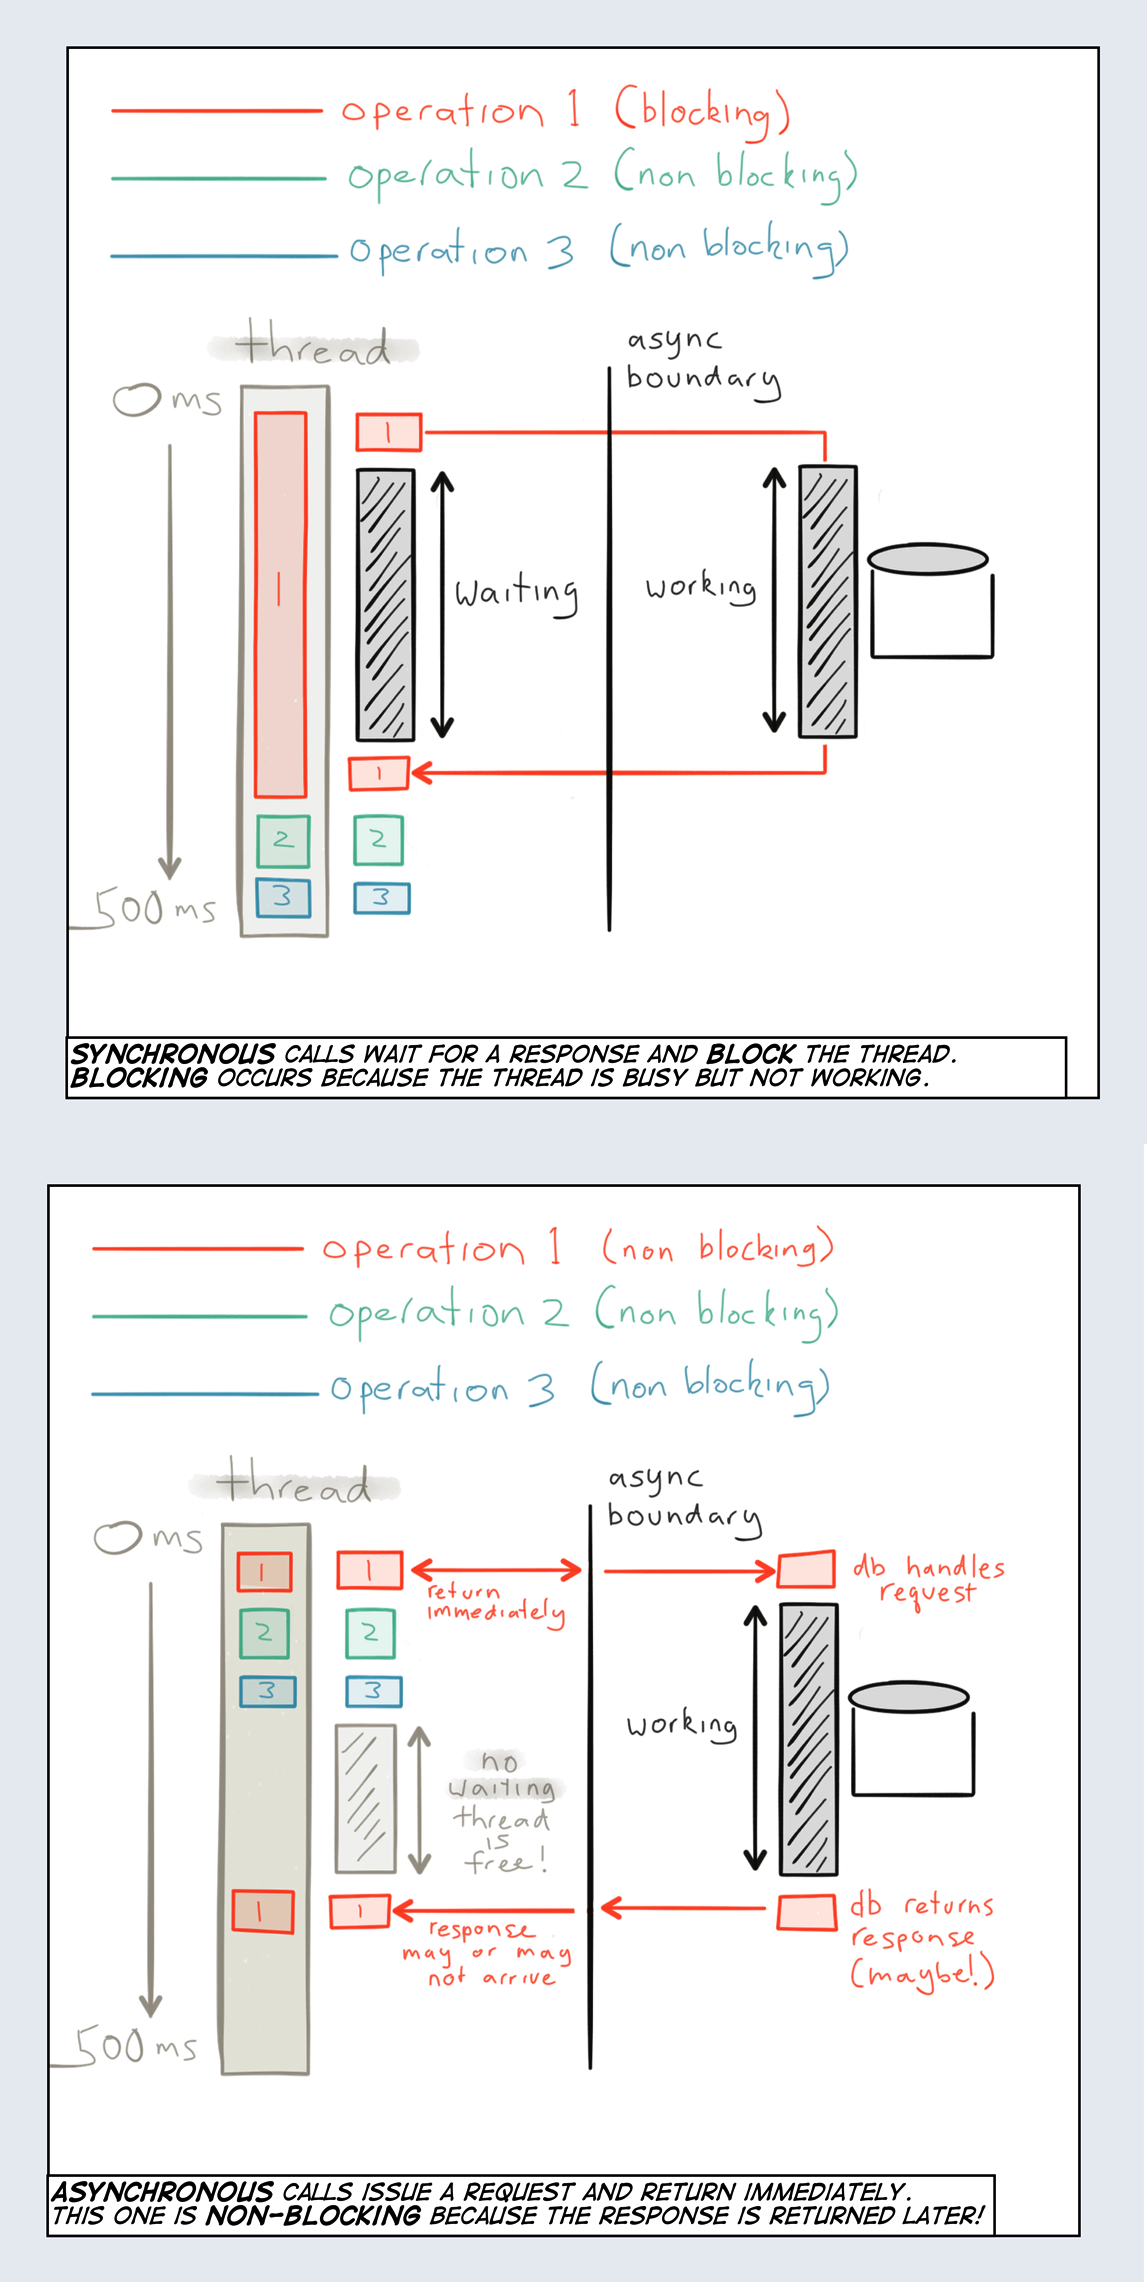 operation 1 (blocking)
operation 2 (non blocking)
operation 3 (non blocking)
thread
async
boundary
0 ms
1
1
waiting
working
1
2
2
3
3
500 ms
SYNCHRONOUS CALLS WAIT FOR A RESPONSE AND BLOCK THE THREAD.
BLOCKING OCCURS BECAUSE THE THREAD IS BUSY BUT NOT WORKING.
operation 1 (non blocking)
operation 2 (non blocking)
operation 3 (non blocking)
thread
async
boundary
0 ms
1
1
return
immediately
db handles
request
2
2
3
3
working
no
waiting
thread
is
free!
1
1
response
may or may
not arrive
db returns
response
(maybe!)
500 ms
ASYNCHRONOUS CALLS ISSUE A REQUEST AND RETURN IMMEDIATELY.
THIS ONE IS NON-BLOCKING BECAUSE THE RESPONSE IS RETURNED LATER!